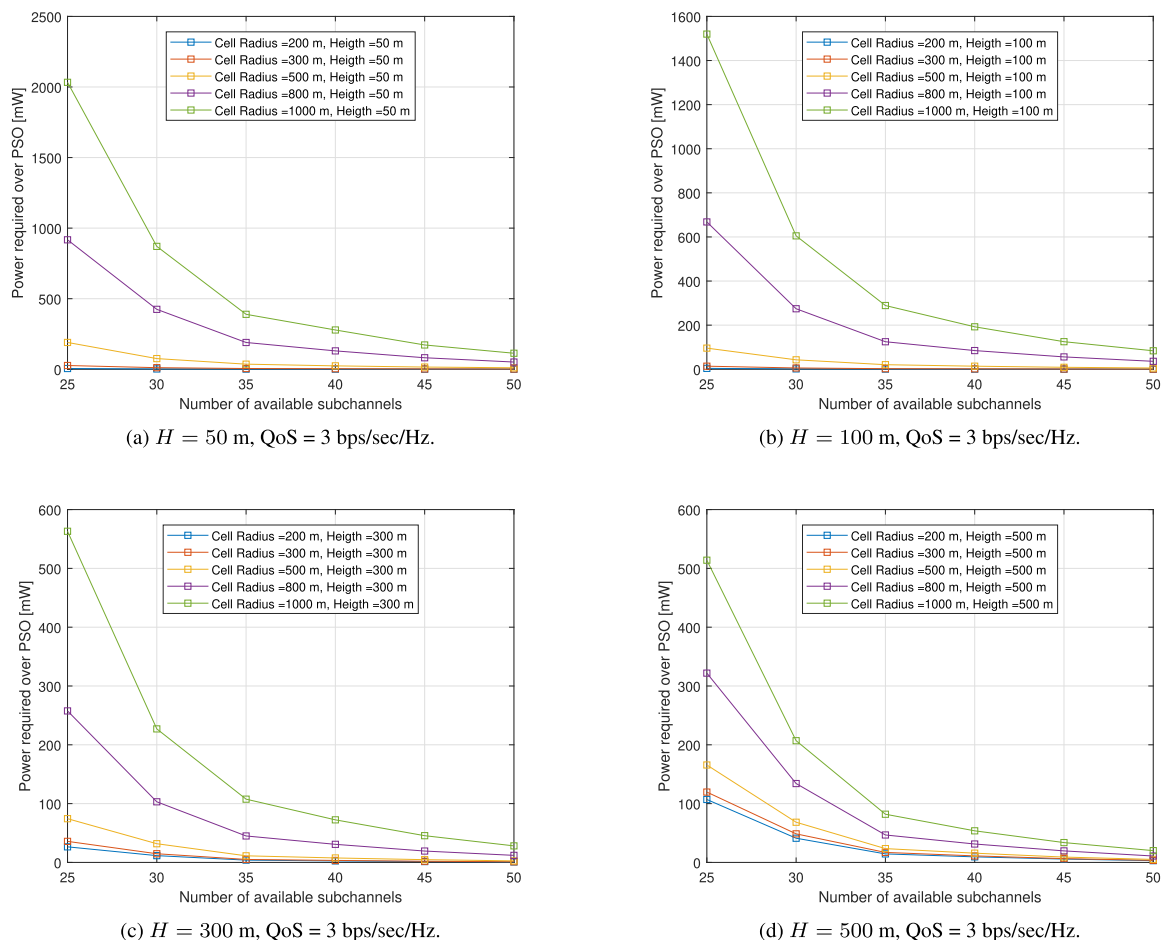 2500
2000
1500
1000
500
0
Power required over PSO [mW]
Cell Radius =200 m, Heigth =50 m
Cell Radius =300 m, Heigth =50 m
Cell Radius =500 m, Heigth =50 m
Cell Radius =800 m, Heigth =50 m
Cell Radius =1000 m, Heigth =50 m
25 30 35 40 45 50
Number of available subchannels
(a) H = 50 m, QoS = 3 bps/sec/Hz.
1600
1400
1200
1000
800
600
400
200
0
Power required over PSO [mW]
Cell Radius =200 m, Heigth =100 m
Cell Radius =300 m, Heigth =100 m
Cell Radius =500 m, Heigth =100 m
Cell Radius =800 m, Heigth =100 m
Cell Radius =1000 m, Heigth =100 m
25 30 35 40 45 50
Number of available subchannels
(b) H = 100 m, QoS = 3 bps/sec/Hz.
600
500
400
300
200
100
0
Power required over PSO [mW]
Cell Radius =200 m, Heigth =300 m
Cell Radius =300 m, Heigth =300 m
Cell Radius =500 m, Heigth =300 m
Cell Radius =800 m, Heigth =300 m
Cell Radius =1000 m, Heigth =300 m
25 30 35 40 45 50
Number of available subchannels
(c) H = 300 m, QoS = 3 bps/sec/Hz.
600
500
400
300
200
100
0
Power required over PSO [mW]
Cell Radius =200 m, Heigth =500 m
Cell Radius =300 m, Heigth =500 m
Cell Radius =500 m, Heigth =500 m
Cell Radius =800 m, Heigth =500 m
Cell Radius =1000 m, Heigth =500 m
25 30 35 40 45 50
Number of available subchannels
(d) H = 500 m, QoS = 3 bps/sec/Hz.